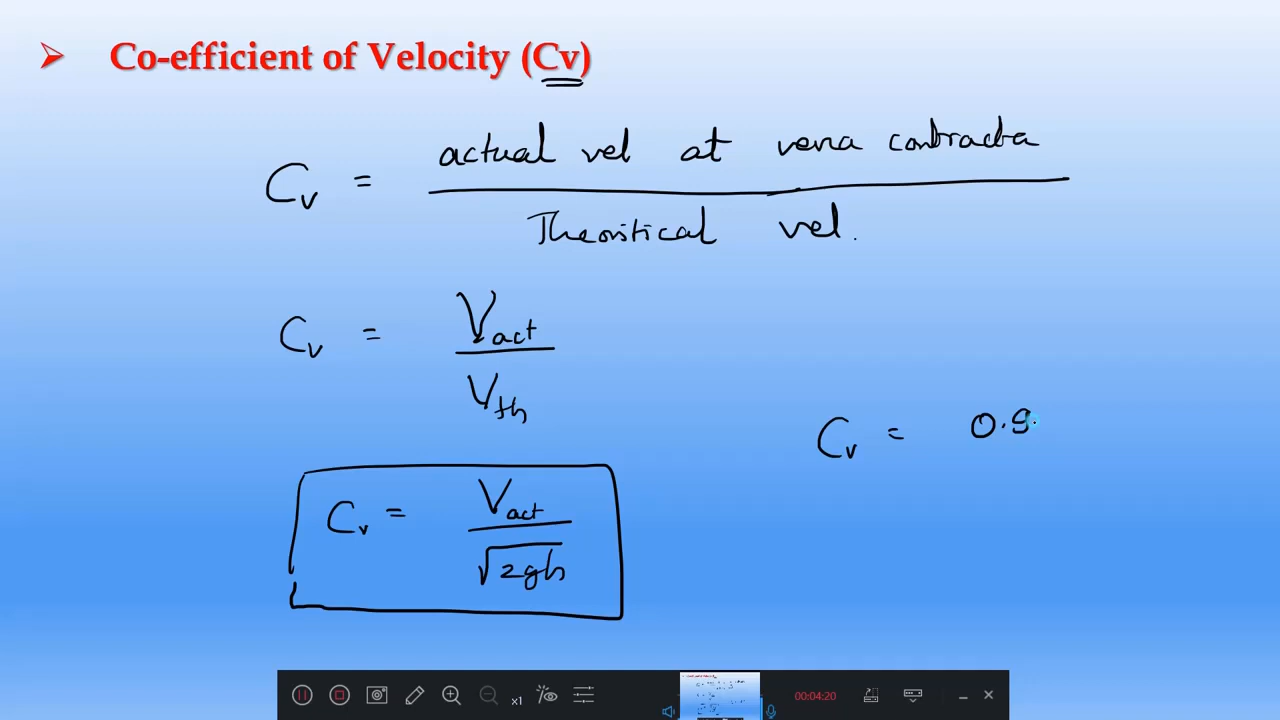 ➢ Co-efficient of Velocity (Cv)
Cv = actual vel at vena contracta
Theoritical vel.
Cv = Vact
Vth
Cv = 0.9
Cv = Vact
√2gh
x1
00:04:20